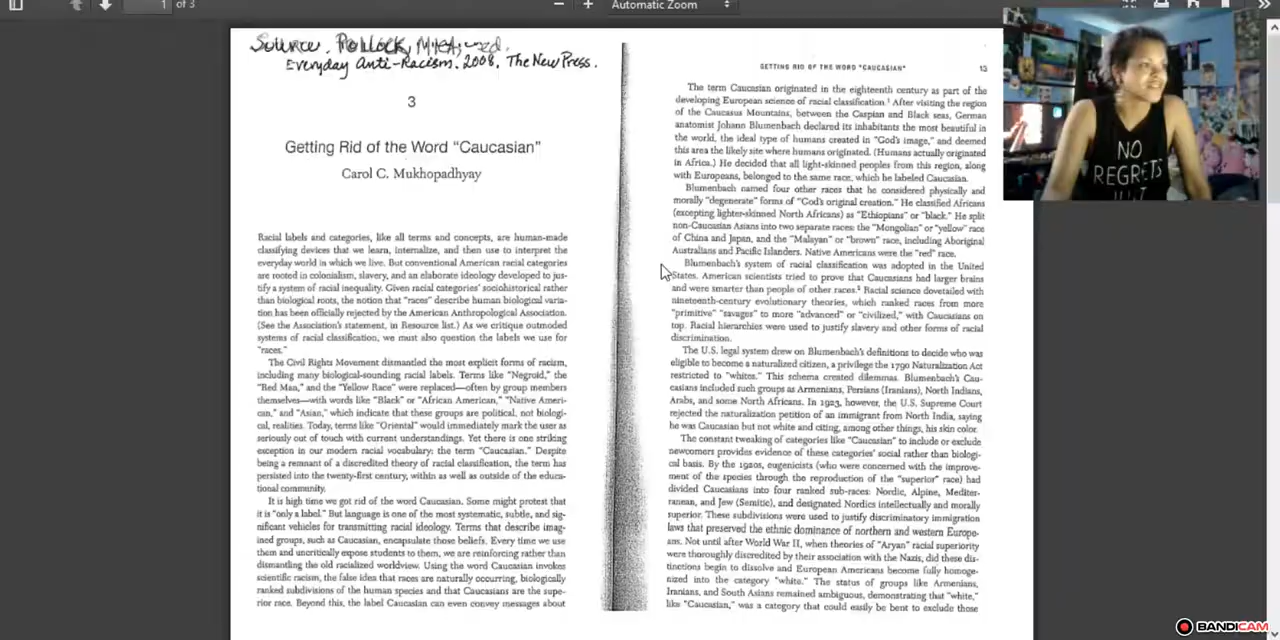 1 of 3
Automatic Zoom
Source. Pollock, Mica, ed.
Everyday Anti-Racism. 2008. The New Press.
3
Getting Rid of the Word “Caucasian”
Carol C. Mukhopadhyay
Racial labels and categories, like all terms and concepts, are human-made
classifying devices that we learn, internalize, and then use to interpret the
everyday world in which we live. But conventional American racial categories
are rooted in colonialism, slavery, and an elaborate ideology developed to jus-
tify a system of racial inequality. Given racial categories' sociohistorical rather
than biological roots, the notion that “races” describe human biological varia-
tion has been officially rejected by the American Anthropological Association.
(See the Association's statement, in Resource list.) As we critique outmoded
systems of racial classification, we must also question the labels we use for
“races.”
The Civil Rights Movement dismantled the most explicit forms of racism,
including many biological-sounding racial labels. Terms like “Negroid,” the
“Red Man,” and the “Yellow Race” were replaced—often by group members
themselves—with words like “Black” or “African American,” “Native Ameri-
can,” and “Asian,” which indicate that these groups are political, not biologi-
cal, realities. Today, terms like “Oriental” would immediately mark the user as
seriously out of touch with current understandings. Yet there is one striking
exception in our modern racial vocabulary: the term “Caucasian.” Despite
being a remnant of a discredited theory of racial classification, the term has
persisted into the twenty-first century, within as well as outside of the educa-
tional community.
It is high time we got rid of the word Caucasian. Some might protest that
it is “only a label.” But language is one of the most systematic, subtle, and sig-
nificant vehicles for transmitting racial ideology. Terms that describe imag-
ined groups, such as Caucasian, encapsulate those beliefs. Every time we use
them and uncritically expose students to them, we are reinforcing rather than
dismantling the old racialized worldview. Using the word Caucasian invokes
scientific racism, the false idea that races are naturally occurring, biologically
ranked subdivisions of the human species and that Caucasians are the supe-
rior race. Beyond this, the label Caucasian can even convey messages about
GETTING RID OF THE WORD “CAUCASIAN” 13
The term Caucasian originated in the eighteenth century as part of the
developing European science of racial classification.¹ After visiting the region
of the Caucasus Mountains, between the Caspian and Black seas, German
anatomist Johann Blumenbach declared its inhabitants the most beautiful in
the world, the ideal type of humans created in “God's image,” and deemed
this area the likely site where humans originated. (Humans actually originated
in Africa.) He decided that all light-skinned peoples from this region, along
with Europeans, belonged to the same race, which he labeled Caucasian.
Blumenbach named four other races that he considered physically and
morally “degenerate” forms of “God's original creation.” He classified Africans
(excepting lighter-skinned North Africans) as “Ethiopians” or “black.” He split
non-Caucasian Asians into two separate races: the “Mongolian” or “yellow” race
of China and Japan, and the “Malayan” or “brown” race, including Aboriginal
Australians and Pacific Islanders. Native Americans were the “red” race.
Blumenbach's system of racial classification was adopted in the United
States. American scientists tried to prove that Caucasians had larger brains
and were smarter than people of other races.² Racial science dovetailed with
nineteenth-century evolutionary theories, which ranked races from more
“primitive” “savages” to more “advanced” or “civilized,” with Caucasians on
top. Racial hierarchies were used to justify slavery and other forms of racial
discrimination.
The U.S. legal system drew on Blumenbach's definitions to decide who was
eligible to become a naturalized citizen, a privilege the 1790 Naturalization Act
restricted to “whites.” This schema created dilemmas. Blumenbach's Cau-
casians included such groups as Armenians, Persians (Iranians), North Indians,
Arabs, and some North Africans. In 1923, however, the U.S. Supreme Court
rejected the naturalization petition of an immigrant from North India, saying
he was Caucasian but not white and citing, among other things, his skin color.
The constant tweaking of categories like “Caucasian” to include or exclude
newcomers provides evidence of these categories' social rather than biologi-
cal basis. By the 1920s, eugenicists (who were concerned with the improve-
ment of the species through the reproduction of the “superior” race) had
divided Caucasians into four ranked sub-races: Nordic, Alpine, Mediter-
ranean, and Jew (Semitic), and designated Nordics intellectually and morally
superior. These subdivisions were used to justify discriminatory immigration
laws that preserved the ethnic dominance of northern and western Europe-
ans. Not until after World War II, when theories of “Aryan” racial superiority
were thoroughly discredited by their association with the Nazis, did these dis-
tinctions begin to dissolve and European Americans become fully homoge-
nized into the category “white.” The status of groups like Armenians,
Iranians, and South Asians remained ambiguous, demonstrating that “white,”
like “Caucasian,” was a category that could easily be bent to exclude those
NO
REGRETS
BANDICAM